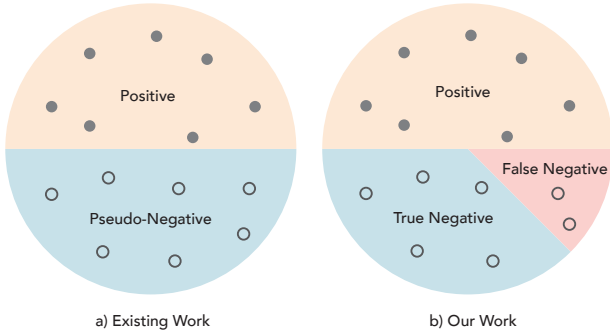 Positive
Pseudo-Negative
a) Existing Work
Positive
False Negative
True Negative
b) Our Work